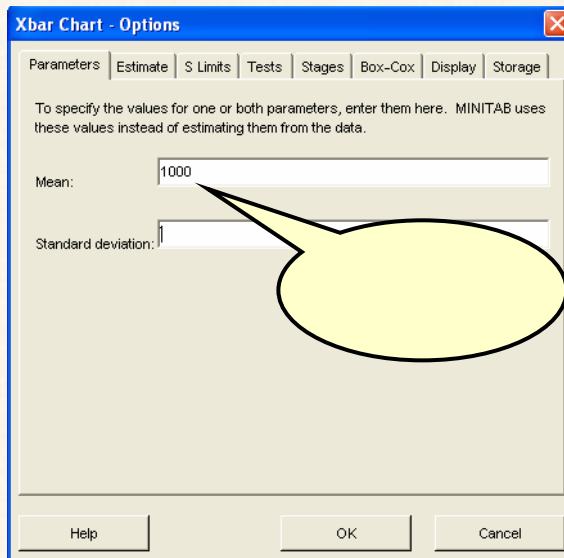 Xbar Chart - Options
Parameters Estimate S Limits Tests Stages Box-Cox Display Storage
To specify the values for one or both parameters, enter them here. MINITAB uses
these values instead of estimating them from the data.
Mean: 1000
Standard deviation: 1
Help OK Cancel